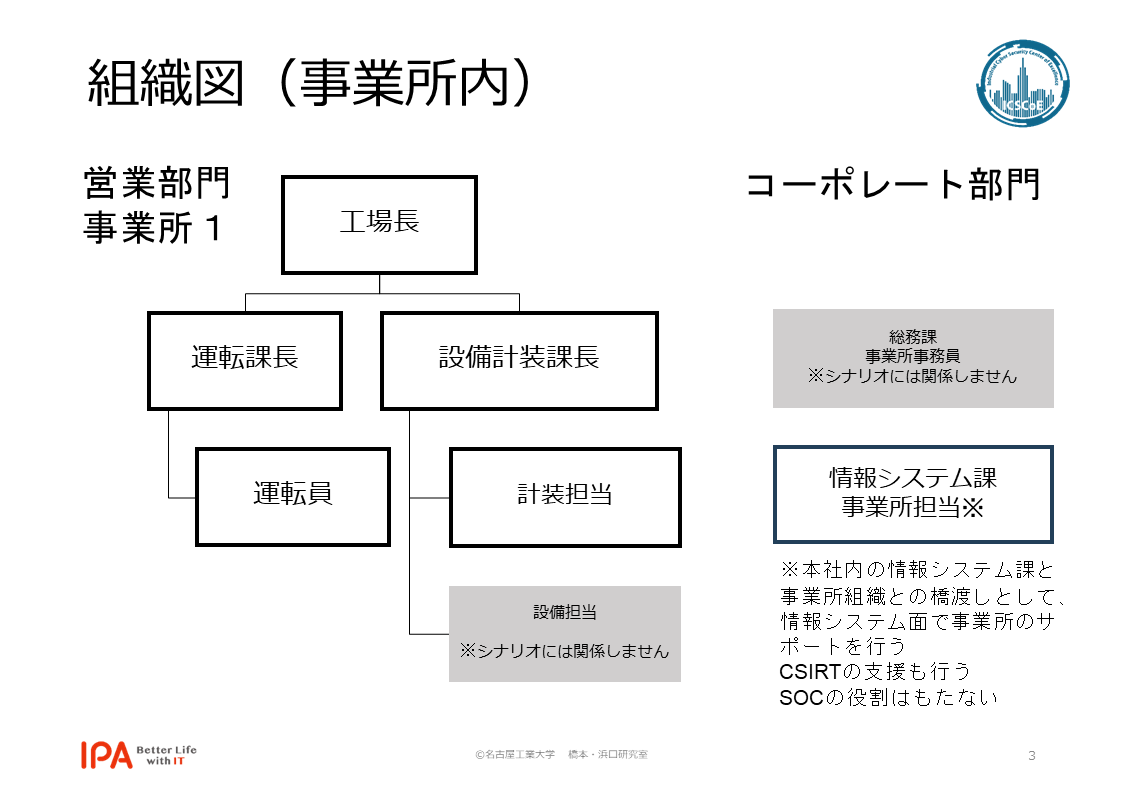 組織図（事業所内）
Industrial Cyber Security Center of Excellence
CSCoE
営業部門
事業所１
コーポレート部門
工場長
運転課長
設備計装課長
運転員
計装担当
設備担当
※シナリオには関係しません
総務課
事業所事務員
※シナリオには関係しません
情報システム課
事業所担当※
※本社内の情報システム課と
事業所組織との橋渡しとして、
情報システム面で事業所のサ
ポートを行う
CSIRTの支援も行う
SOCの役割はもたない
IPA Better Life
with IT
©名古屋工業大学　橋本・浜口研究室
3